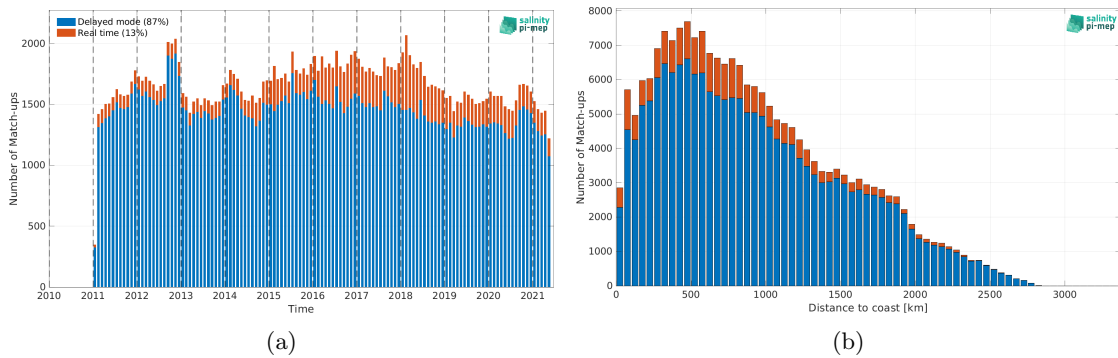 Delayed mode (87%)
Real time (13%)
salinity
pi-mep
Number of Match-ups
2000
1500
1000
500
0
2010 2011 2012 2013 2014 2015 2016 2017 2018 2019 2020 2021
Time
(a)
salinity
pi-mep
Number of Match-ups
8000
7000
6000
5000
4000
3000
2000
1000
0
0 500 1000 1500 2000 2500 3000
Distance to coast [km]
(b)